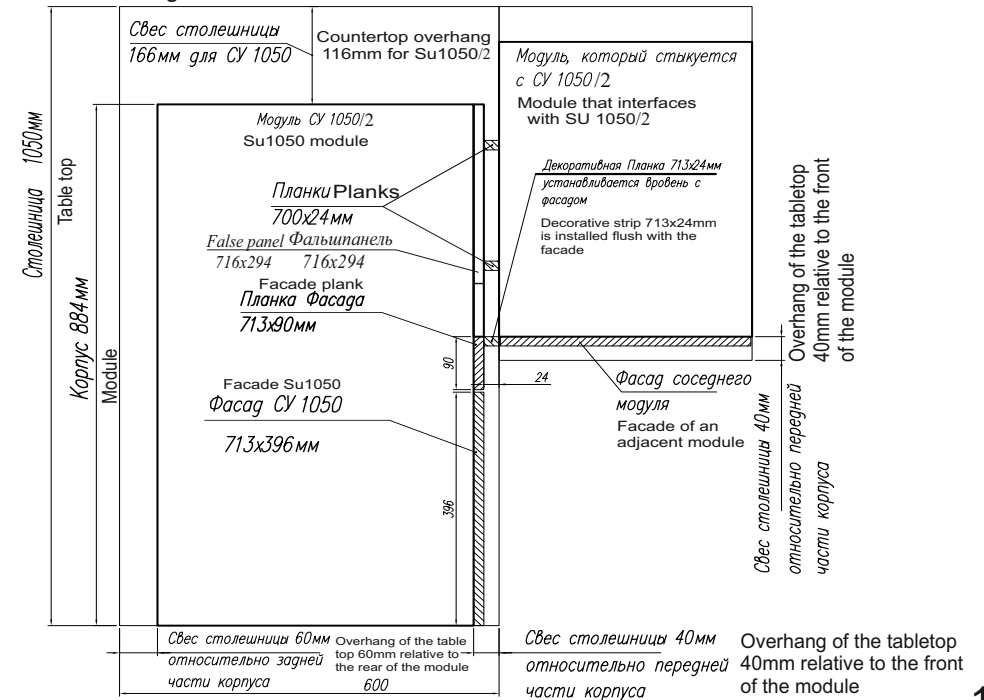 Свес столешницы
166мм для СУ 1050
Countertop overhang
116mm for Su1050/2
Модуль, который стыкуется
с СУ 1050/2
Module that interfaces
with SU 1050/2
Модуль СУ 1050/2
Su1050 module
Столешница 1050мм
Table top
Корпус 884мм
Module
Планки Planks
700х24мм
False panel Фальшпанель
716x294 716x294
Facade plank
Планка Фасада
713х90мм
Декоративная Планка 713х24мм
устанавливается вровень с
фасадом
Decorative strip 713x24mm
is installed flush with the
facade
Overhang of the tabletop
40mm relative to the front
of the module
90
24
Facade Su1050
Фасад СУ 1050
713х396мм
396
Фасад соседнего
модуля
Facade of an
adjacent module
Свес столешницы 40мм
относительно передней
части корпуса
Свес столешницы 60мм
относительно задней
части корпуса
Overhang of the table
top 60mm relative to
the rear of the module
600
Свес столешницы 40мм
относительно передней
части корпуса
Overhang of the tabletop
40mm relative to the front
of the module
1